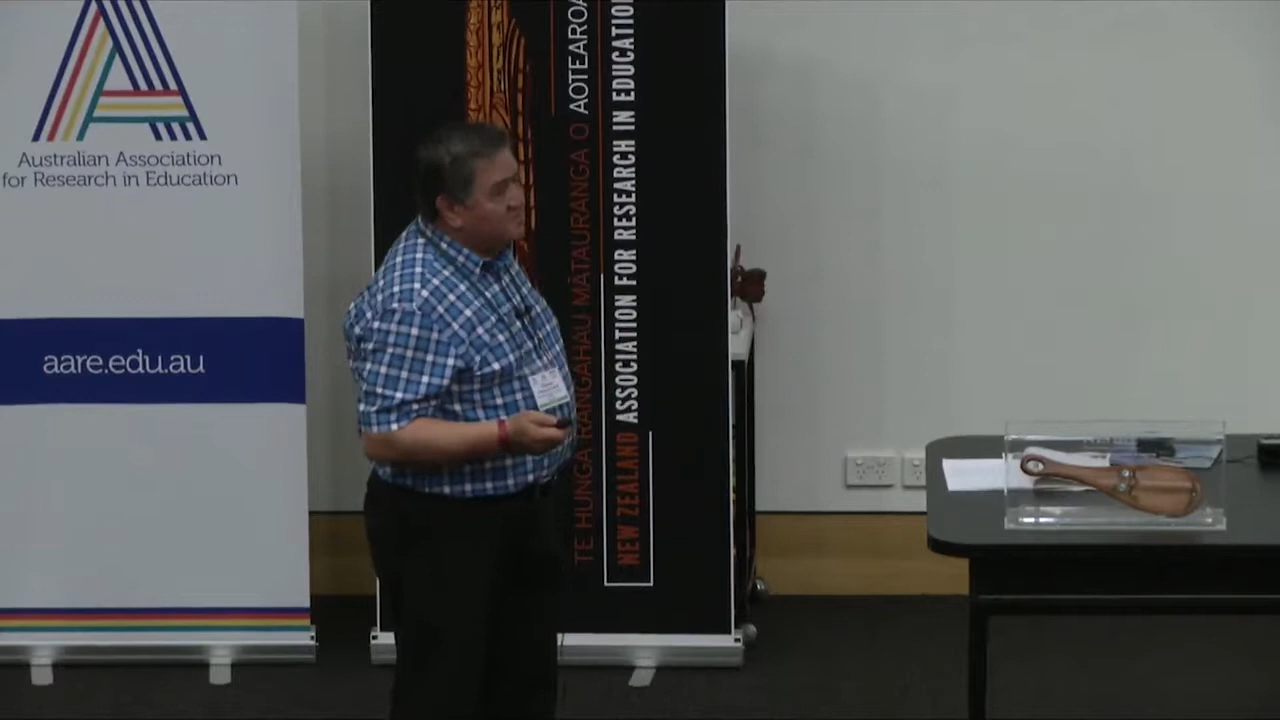 Australian Association
for Research in Education
aare.edu.au
TE HUNGA RANGAHAU MĀTAURANGA O AOTEAROA
NEW ZEALAND ASSOCIATION FOR RESEARCH IN EDUCATION